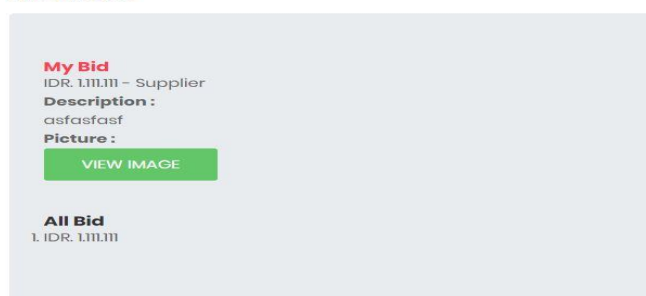 My Bid
IDR. 1.111.111 - Supplier
Description :
asfasfasf
Picture :
VIEW IMAGE
All Bid
1. IDR. 1.111.111